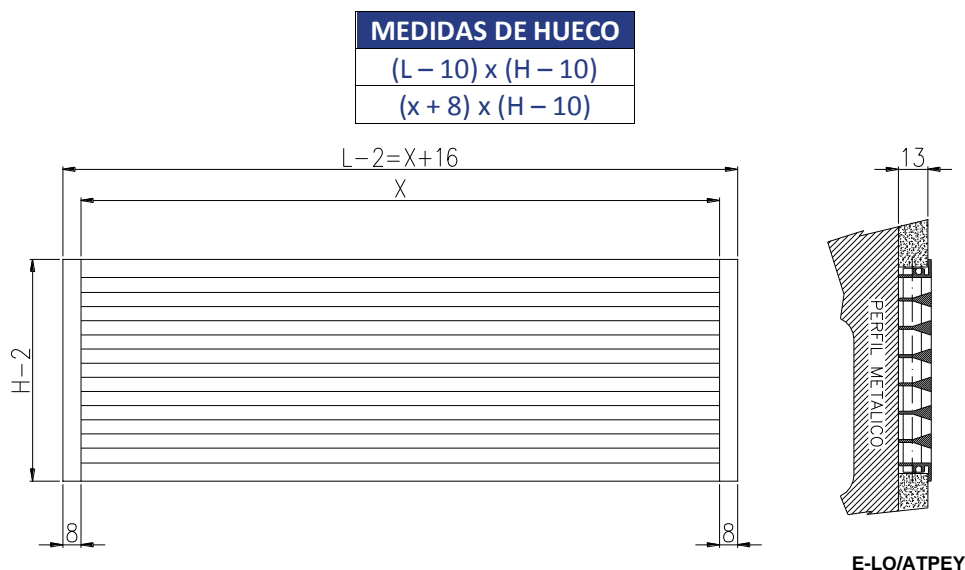 MEDIDAS DE HUECO
(L – 10) x (H – 10)
(x + 8) x (H – 10)
L-2=X+16
13
X
H-2
PERFIL METALICO
8
8
E-LO/ATPEY